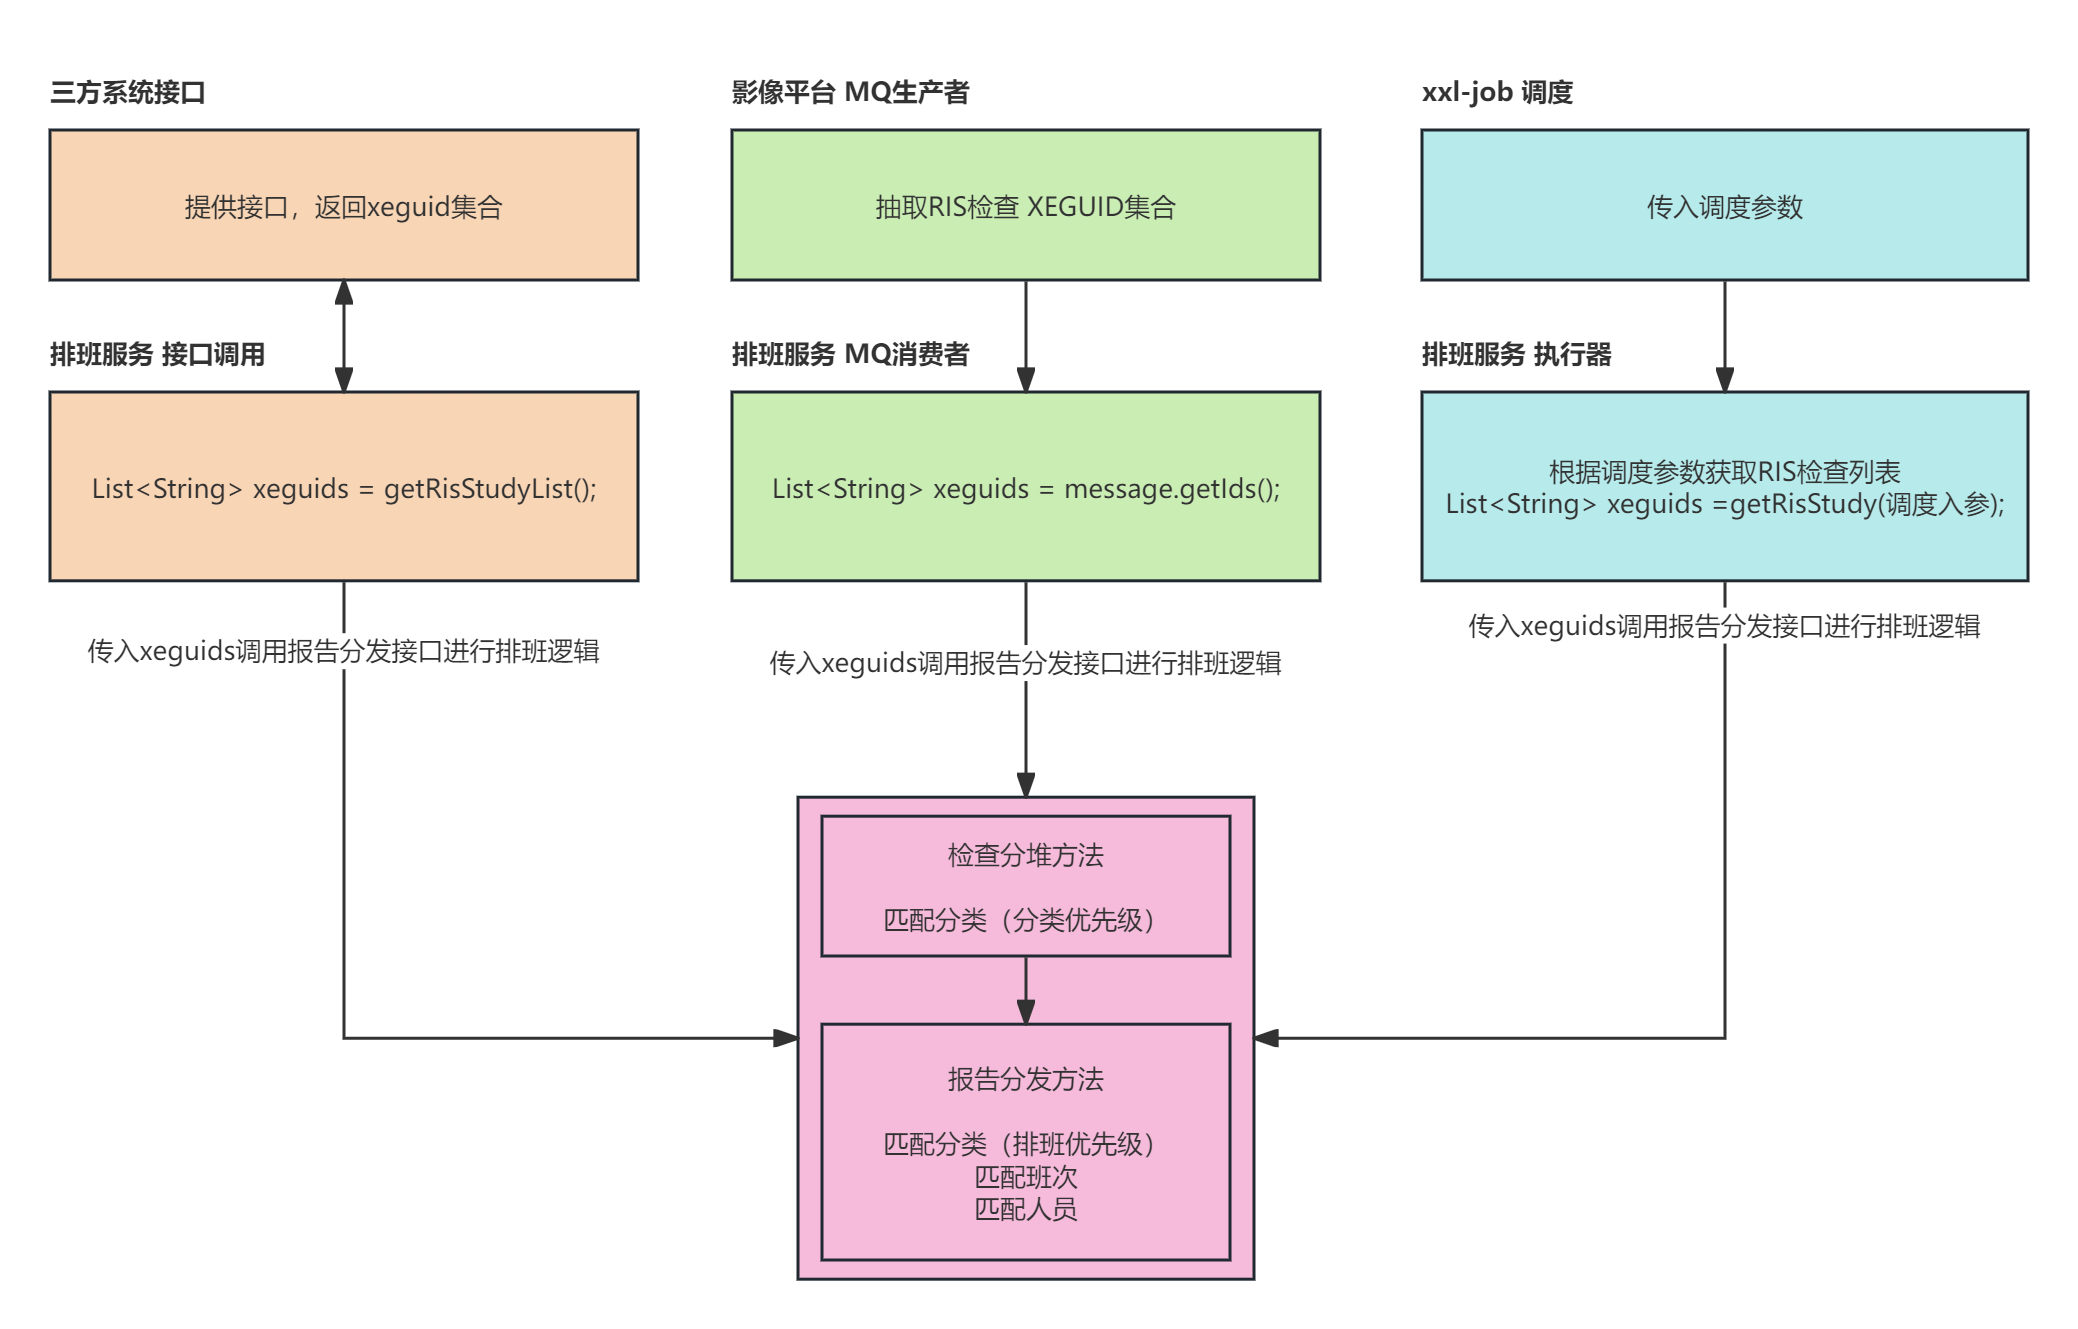 三方系统接口
提供接口，返回xeguid集合
排班服务 接口调用
List<String> xeguids = getRisStudyList();
传入xeguids调用报告分发接口进行排班逻辑
影像平台 MQ生产者
抽取RIS检查 XEGUID集合
排班服务 MQ消费者
List<String> xeguids = message.getIds();
传入xeguids调用报告分发接口进行排班逻辑
xxl-job 调度
传入调度参数
排班服务 执行器
根据调度参数获取RIS检查列表
List<String> xeguids =getRisStudy(调度入参);
传入xeguids调用报告分发接口进行排班逻辑
检查分堆方法
匹配分类（分类优先级）
报告分发方法
匹配分类（排班优先级）
匹配班次
匹配人员